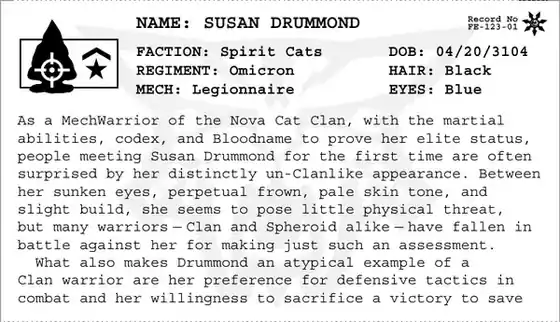 NAME: SUSAN DRUMMOND
Record No
FE-123-01
FACTION: Spirit Cats
DOB: 04/20/3104
REGIMENT: Omicron
HAIR: Black
MECH: Legionnaire
EYES: Blue
As a MechWarrior of the Nova Cat Clan, with the martial
abilities, codex, and Bloodname to prove her elite status,
people meeting Susan Drummond for the first time are often
surprised by her distinctly un-Clanlike appearance. Between
her sunken eyes, perpetual frown, pale skin tone, and
slight build, she seems to pose little physical threat,
but many warriors — Clan and Spheroid alike — have fallen in
battle against her for making just such an assessment.
What also makes Drummond an atypical example of a
Clan warrior are her preference for defensive tactics in
combat and her willingness to sacrifice a victory to save